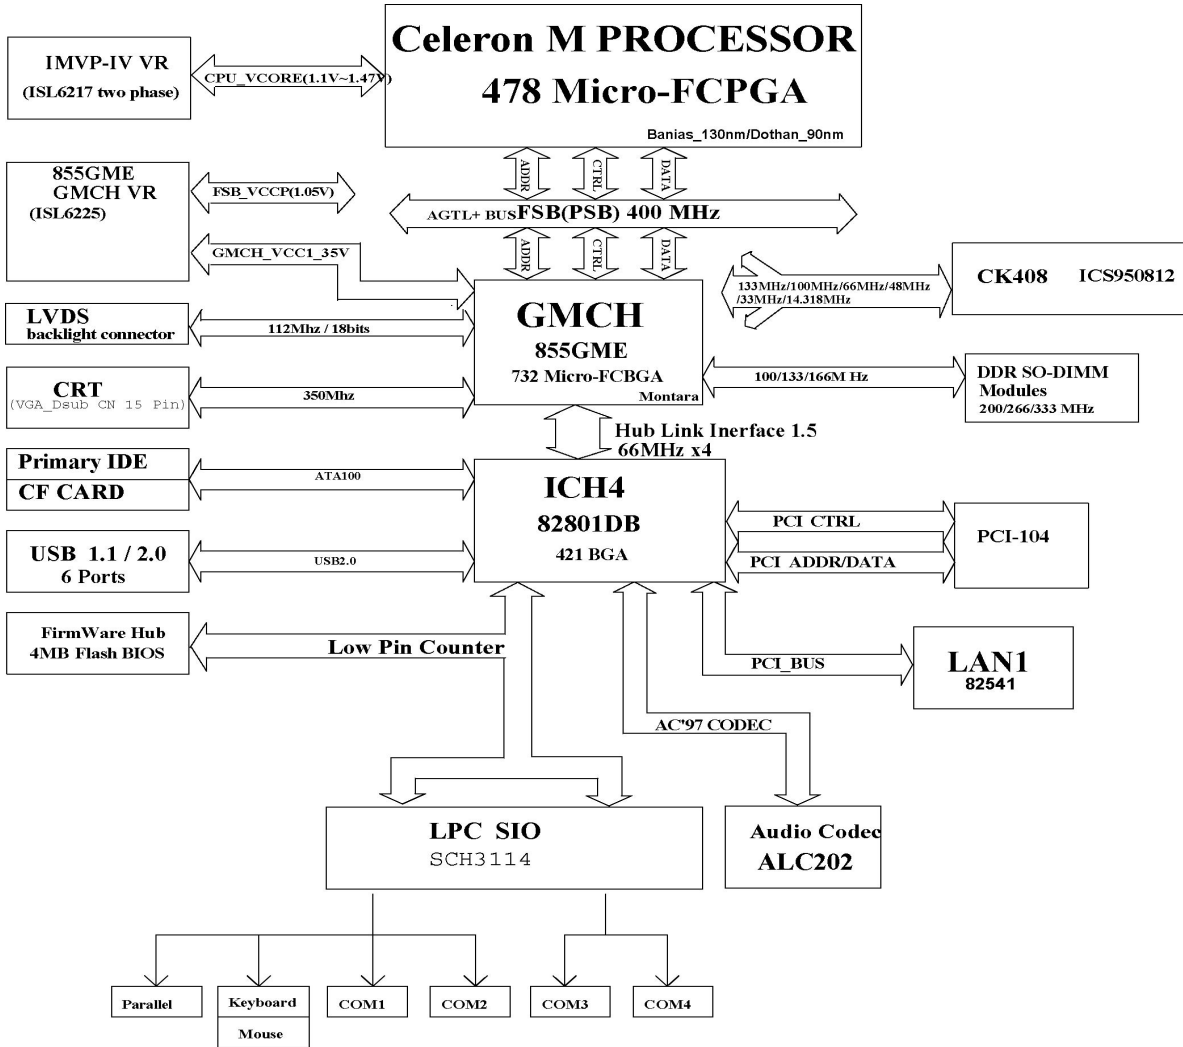 Celeron M PROCESSOR
478 Micro-FCPGA
Banias_130nm/Dothan_90nm
IMVP-IV VR
(ISL6217 two phase)
CPU_VCORE(1.1V~1.47V)
ADDR
CTRL
DATA
855GME
GMCH VR
(ISL6225)
FSB_VCCP(1.05V)
AGTL+ BUS FSB(PSB) 400 MHz
GMCH_VCC1_35V
ADDR
CTRL
DATA
133MHz/100MHz/66MHz/48MHz
/33MHz/14.318MHz
CK408 ICS950812
GMCH
855GME
732 Micro-FCBGA
Montara
LVDS
backlight connector
112Mhz / 18bits
100/133/166M Hz
DDR SO-DIMM
Modules
200/266/333 MHz
CRT
(VGA_Dsub CN 15 Pin)
350Mhz
Hub Link Inerface 1.5
66MHz x4
Primary IDE
CF CARD
ATA100
ICH4
82801DB
421 BGA
PCI CTRL
PCI ADDR/DATA
PCI-104
USB 1.1 / 2.0
6 Ports
USB2.0
FirmWare Hub
4MB Flash BIOS
Low Pin Counter
PCI_BUS
LAN1
82541
AC'97 CODEC
LPC SIO
SCH3114
Audio Codec
ALC202
Parallel
Keyboard
Mouse
COM1
COM2
COM3
COM4